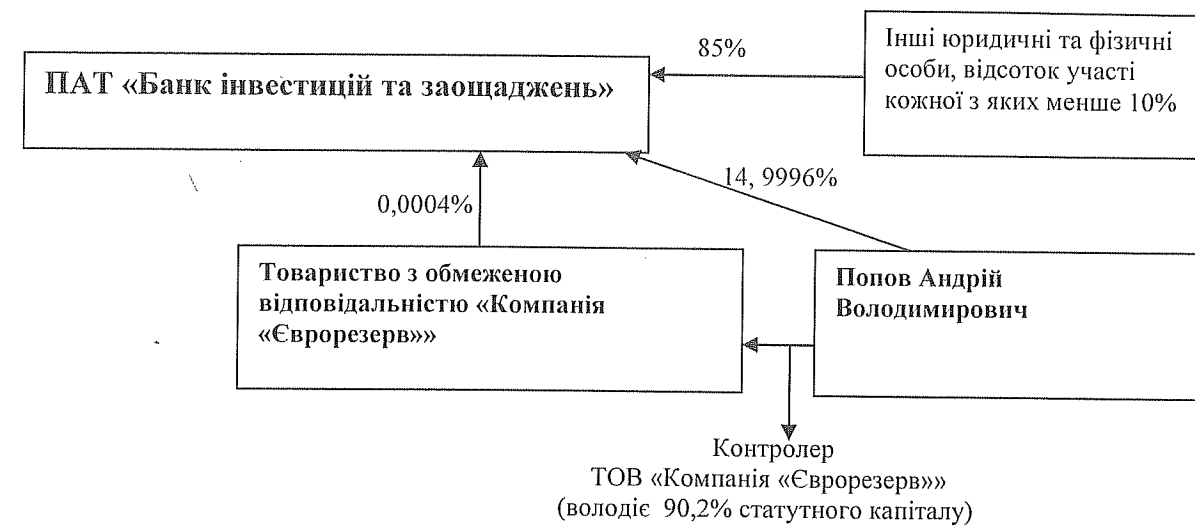 ПАТ «Банк інвестицій та заощаджень»
85%
Інші юридичні та фізичні
особи, відсоток участі
кожної з яких менше 10%
0,0004%
14, 9996%
Товариство з обмеженою
відповідальністю «Компанія
«Єврорезерв»»
Попов Андрій
Володимирович
Контролер
ТОВ «Компанія «Єврорезерв»»
(володіє 90,2% статутного капіталу)